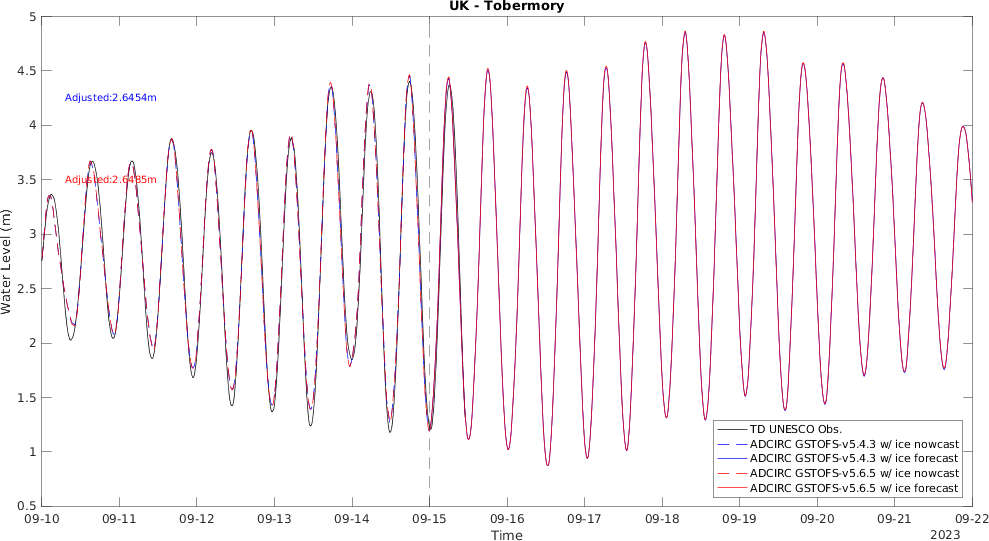 UK - Tobermory
Water Level (m)
5
4.5
4
3.5
3
2.5
2
1.5
1
0.5
Adjusted:2.6454m
Adjusted:2.6485m
TD UNESCO Obs.
ADCIRC GSTOFS-v5.4.3 w/ ice nowcast
ADCIRC GSTOFS-v5.4.3 w/ ice forecast
ADCIRC GSTOFS-v5.6.5 w/ ice nowcast
ADCIRC GSTOFS-v5.6.5 w/ ice forecast
09-10 09-11 09-12 09-13 09-14 09-15 09-16 09-17 09-18 09-19 09-20 09-21 09-22
Time
2023